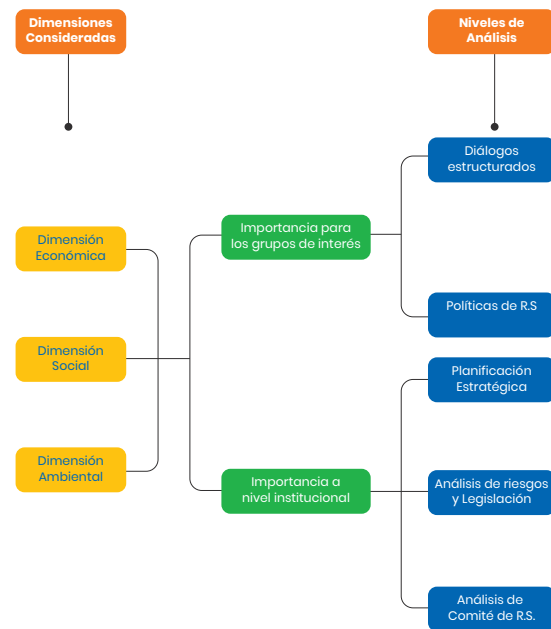 Dimensiones
Consideradas
Niveles de
Análisis
Diálogos
estructurados
Importancia para
los grupos de interés
Dimensión
Económica
Políticas de R.S
Dimensión
Social
Planificación
Estratégica
Dimensión
Ambiental
Importancia a
nivel institucional
Análisis de riesgos
y Legislación
Análisis de
Comité de R.S.